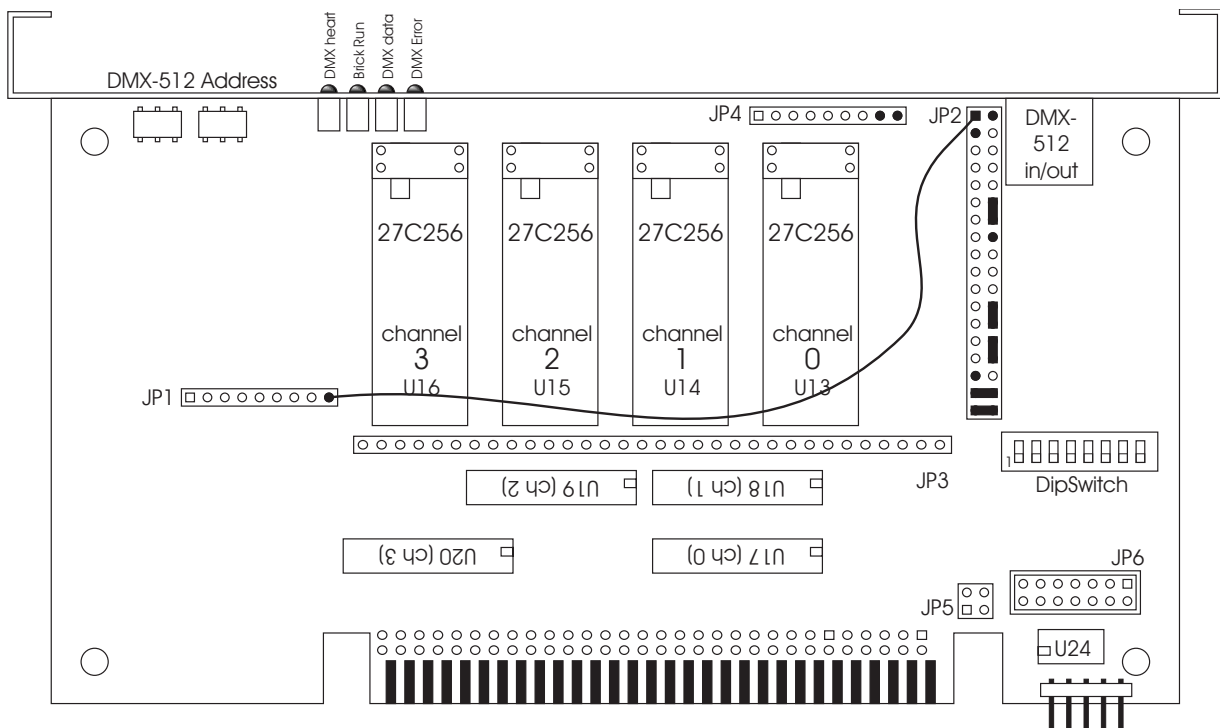 DMX heart
Brick Run
DMX data
DMX Error
DMX-512 Address
JP4
JP2
DMX-
512
in/out
27C256
27C256
27C256
27C256
channel
3
U16
channel
2
U15
channel
1
U14
channel
0
U13
JP1
JP3
1
DipSwitch
U19 (ch 2)
U18 (ch 1)
U20 (ch 3)
U17 (ch 0)
JP6
JP5
U24